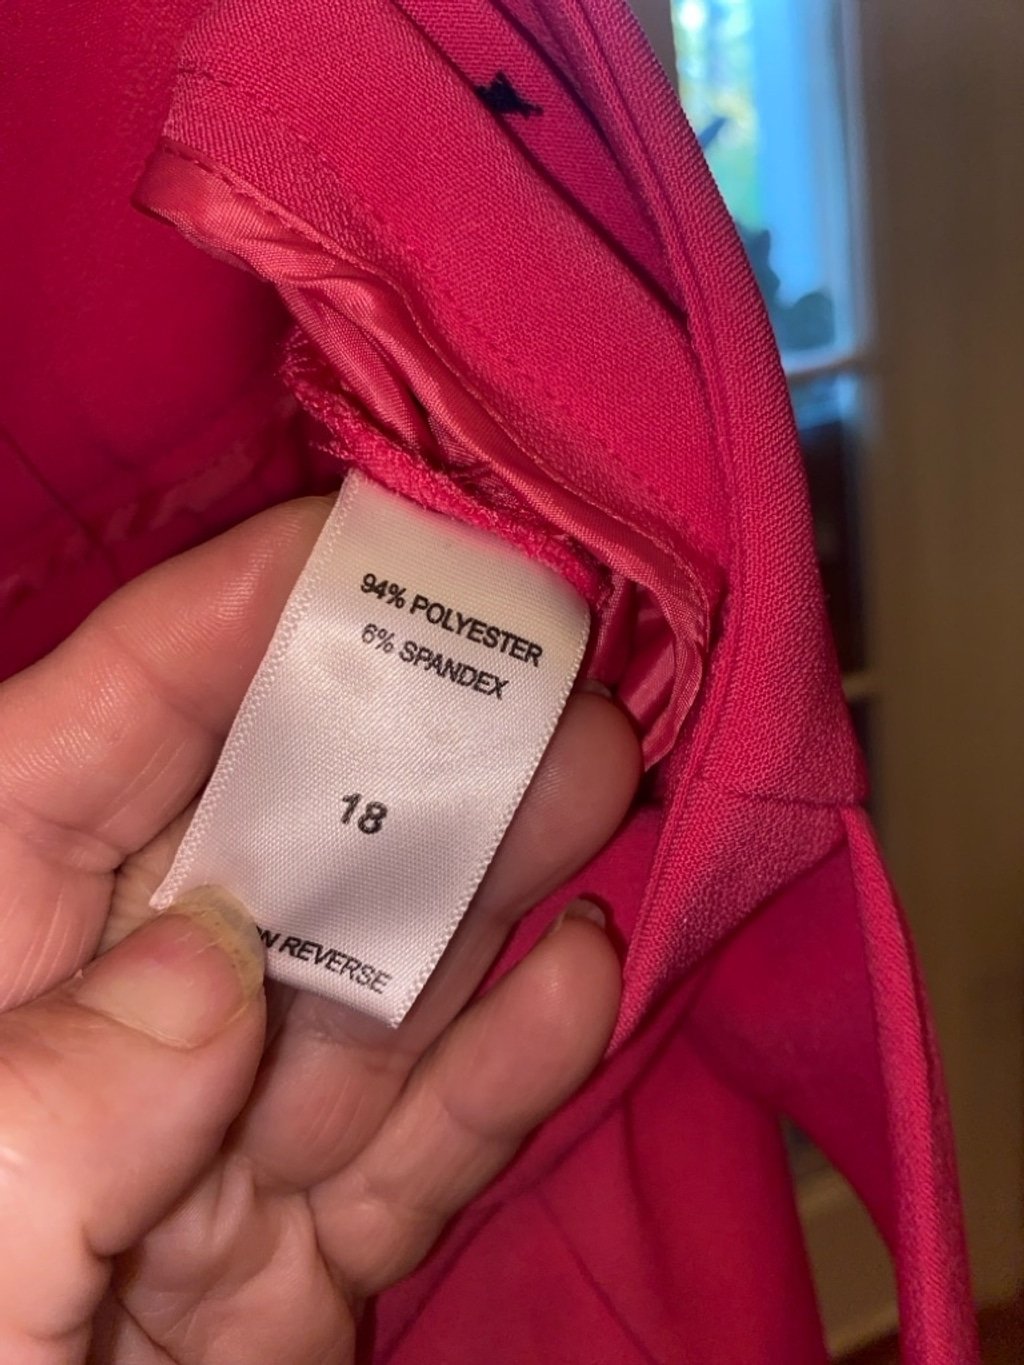 94% POLYESTER
6% SPANDEX
18
REVERSE